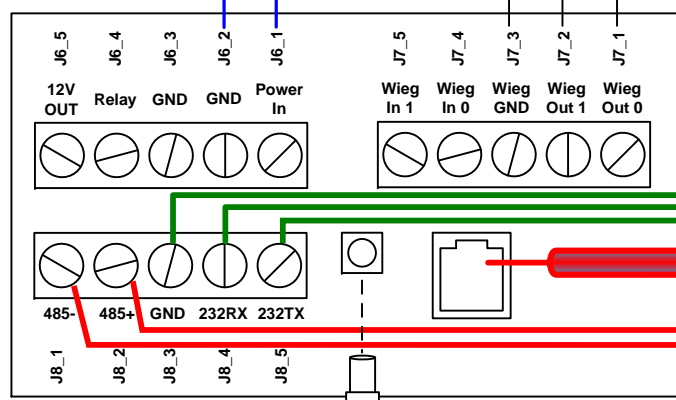 J6_5 J6_4 J6_3 J6_2 J6_1 J7_5 J7_4 J7_3 J7_2 J7_1
12V Power Wieg Wieg Wieg Wieg Wieg
OUT Relay GND GND In In 1 In 0 GND Out 1 Out 0
485- 485+ GND 232RX 232TX
J8_1 J8_2 J8_3 J8_4 J8_5